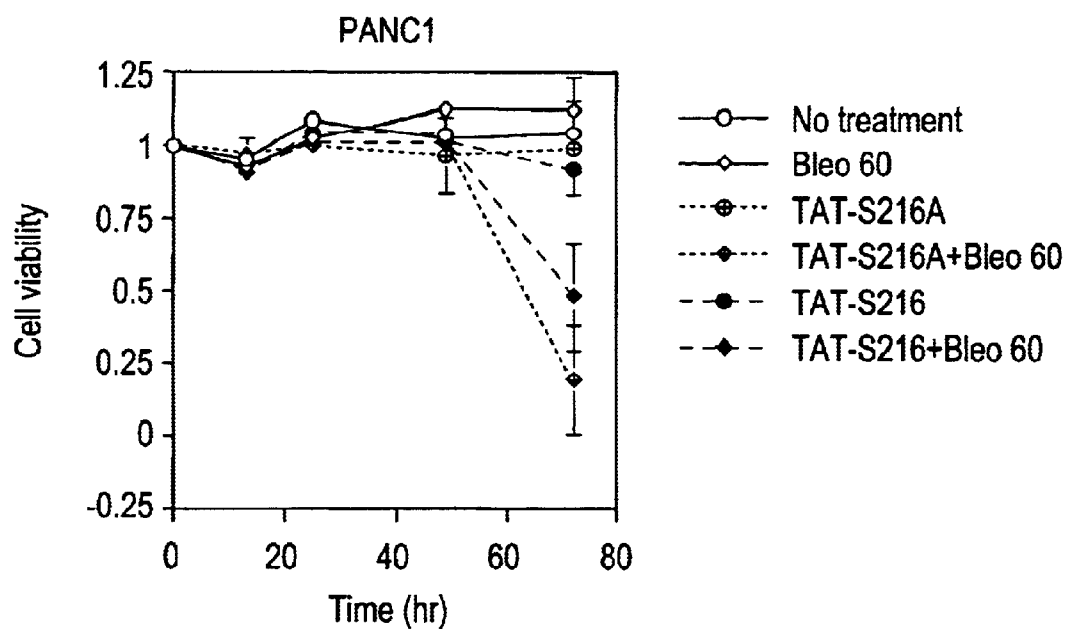 PANC1
Cell viability
1.25
1
0.75
0.5
0.25
0
-0.25
0
20
40
60
80
Time (hr)
No treatment
Bleo 60
TAT-S216A
TAT-S216A+Bleo 60
TAT-S216
TAT-S216+Bleo 60